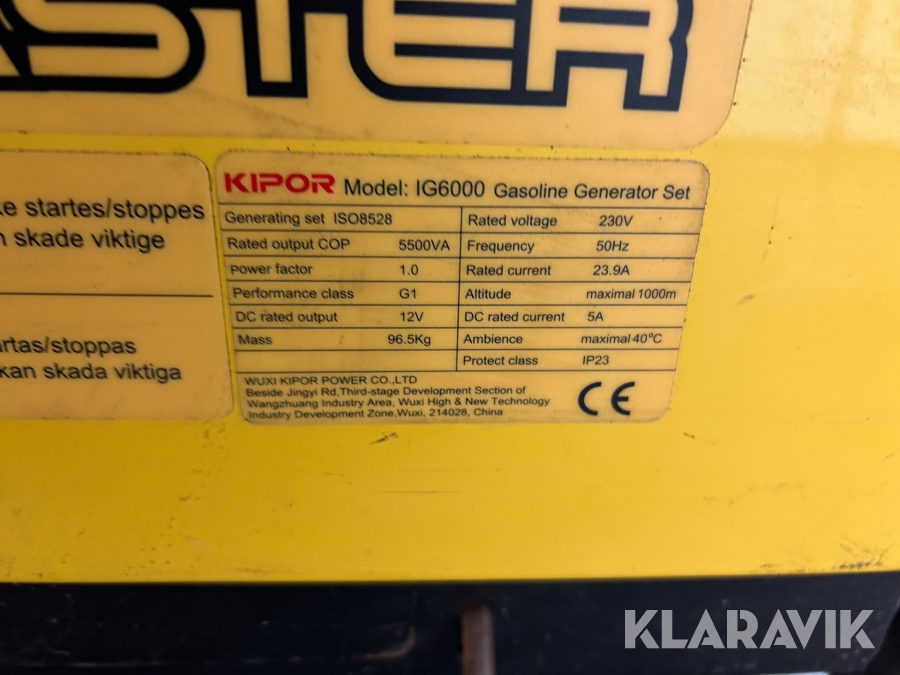 ASTER
ke startes/stoppes
n skade viktige
artas/stoppas
kan skada viktiga
KIPOR Model: IG6000 Gasoline Generator Set
Generating set ISO8528 Rated voltage 230V
Rated output COP 5500VA Frequency 50Hz
Power factor 1.0 Rated current 23.9A
Performance class G1 Altitude maximal 1000m
DC rated output 12V DC rated current 5A
Mass 96.5Kg Ambience maximal 40°C
Protect class IP23
WUXI KIPOR POWER CO.,LTD
Beside Jingyi Rd,Third-stage Development Section of
Wangzhuang Industry Area, Wuxi High & New Technology
Industry Development Zone,Wuxi, 214028, China
CE
KLARAVIK